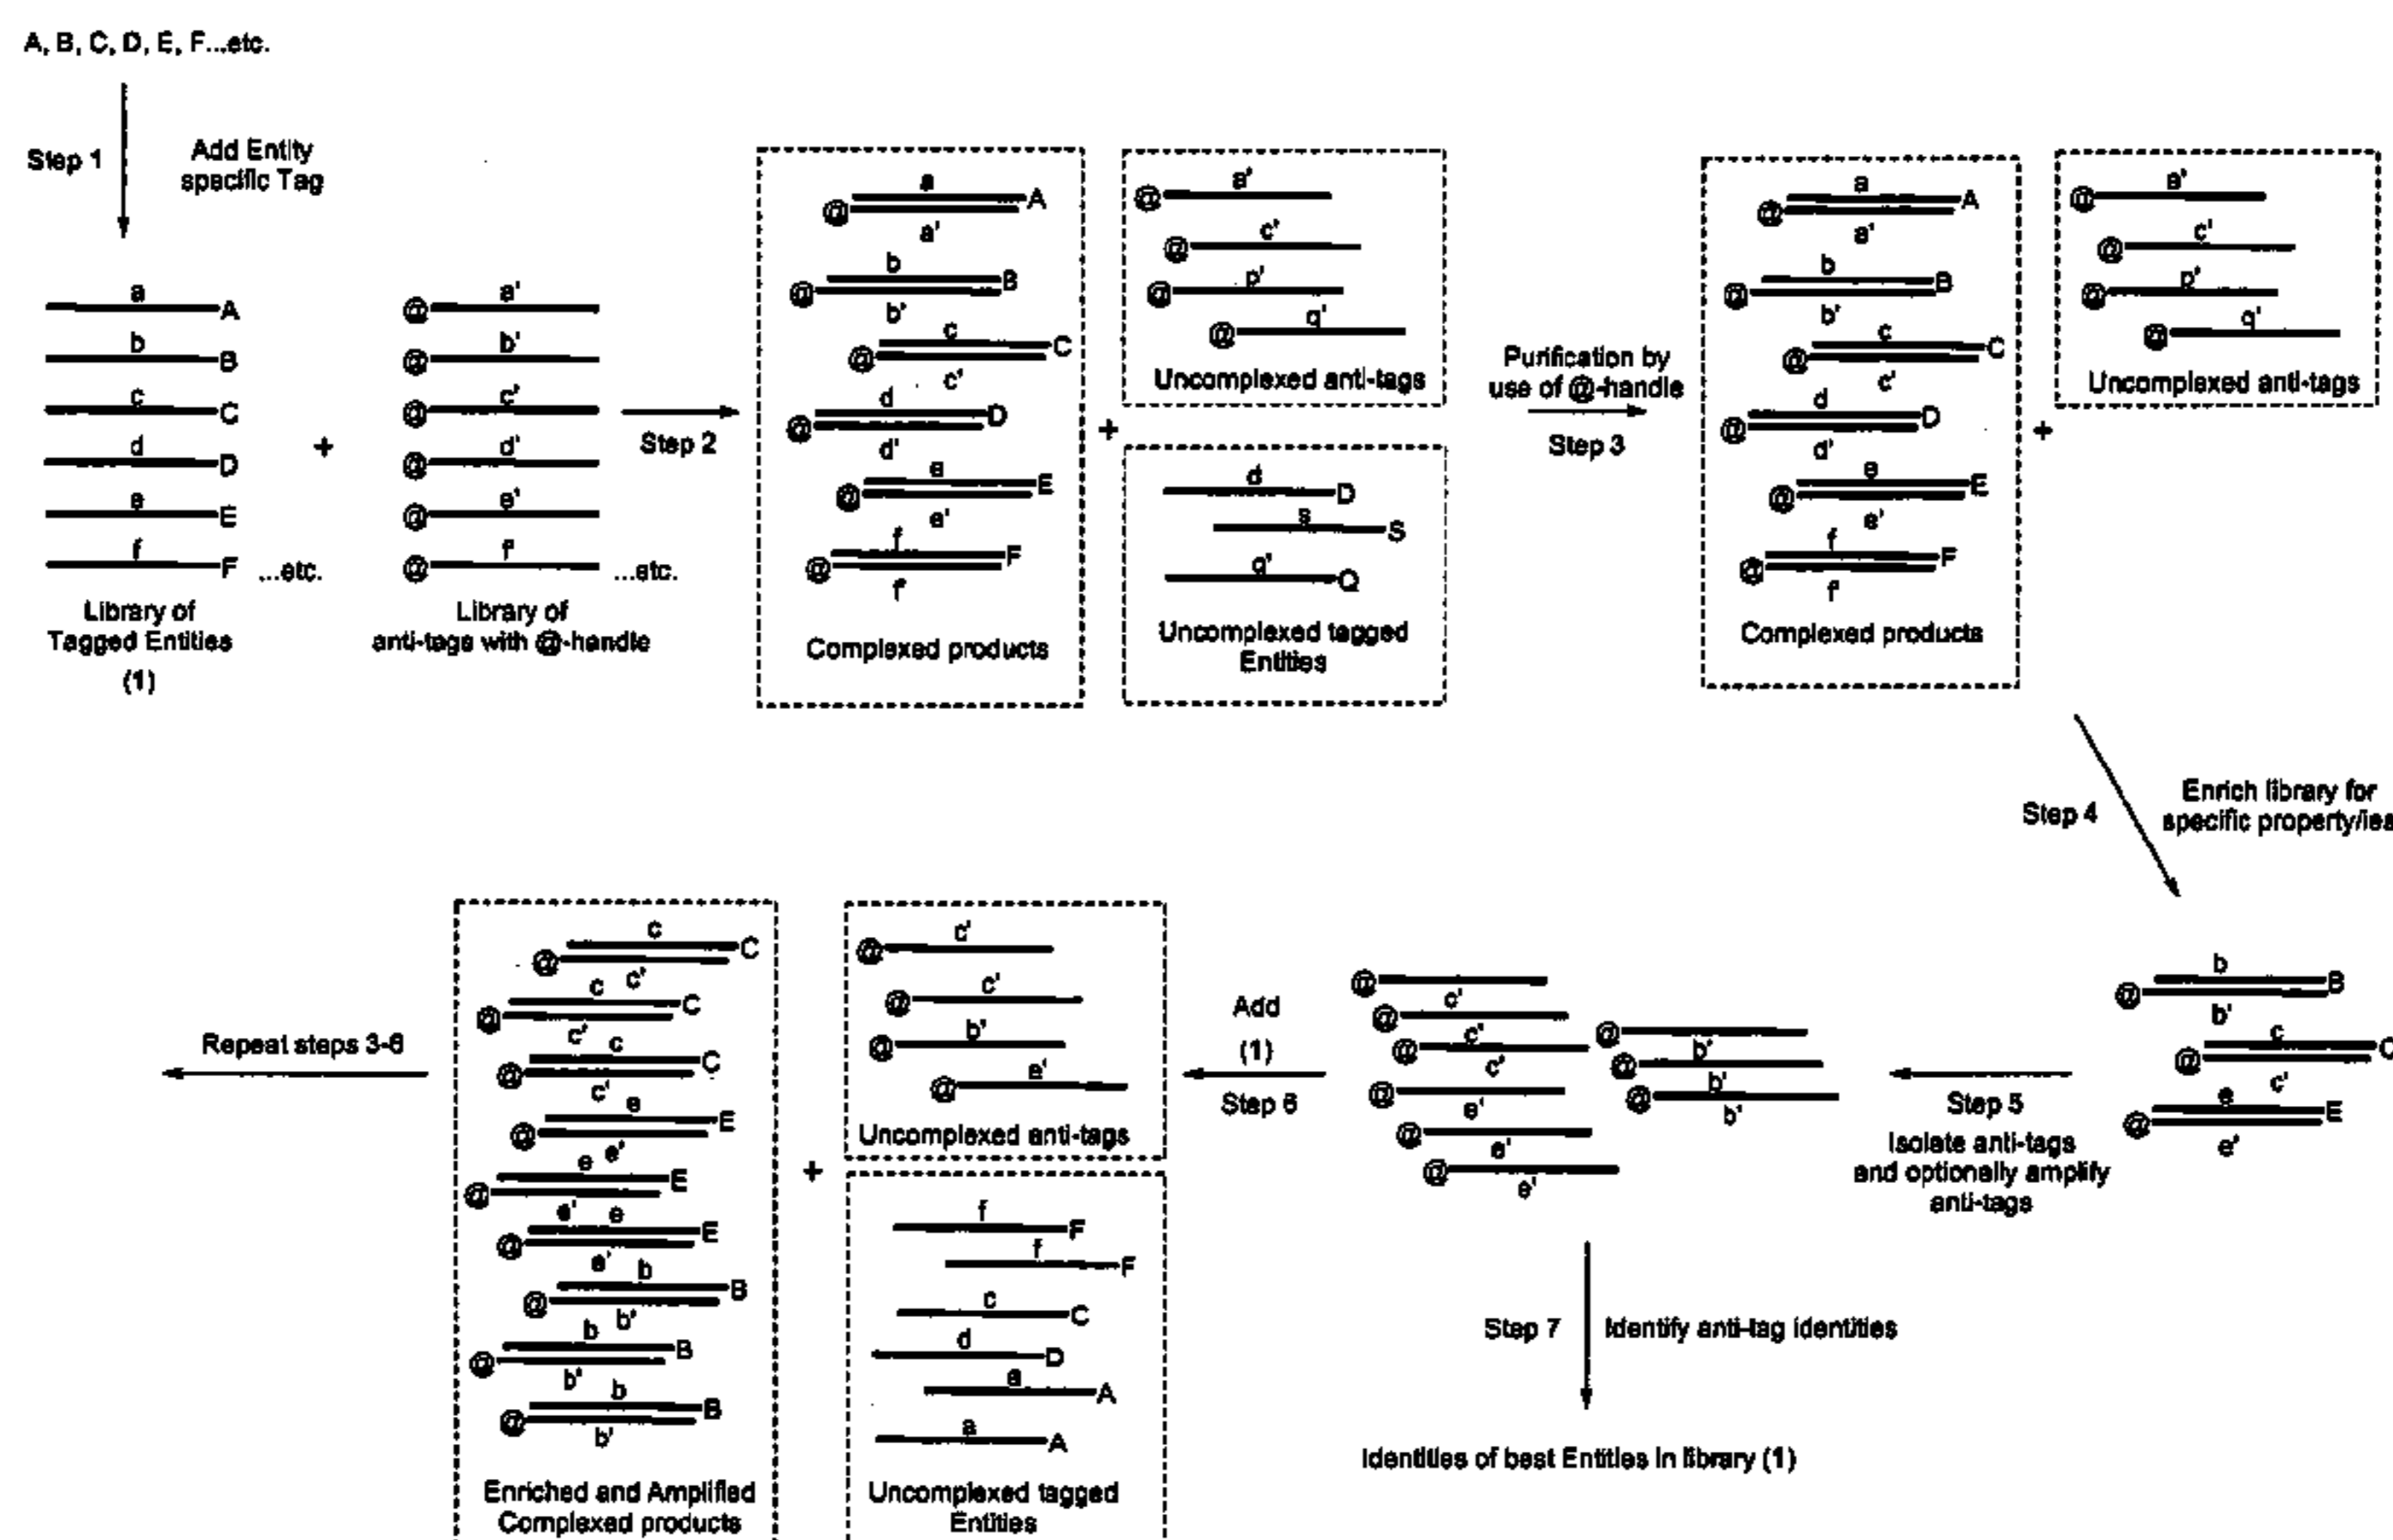 A, B, C, D, E, F...etc.
Step 1
Add Entity
specific Tag
a
A
b
B
c
C
d
D
e
E
f
F
...etc.
Library of
Tagged Entities
(1)
+
@ a'
@ b'
@ c'
@ d'
@ e'
@ f'
...etc.
Library of
anti-tags with @-handle
Step 2
a
@ A
a'
b
@ B
b'
c
@ C
c'
d
@ D
d'
e
@ E
e'
f
@ F
f'
Complexed products
+
@ a'
@ c'
@ p'
@ q'
Uncomplexed anti-tags
d
D
s
S
q'
Q
Uncomplexed tagged
Entities
Purification by
use of @-handle
Step 3
a
@ A
a'
b
@ B
b'
c
@ C
c'
d
@ D
d'
e
@ E
e'
f
@ F
f'
Complexed products
+
@ a'
@ c'
@ p'
@ q'
Uncomplexed anti-tags
Step 4
Enrich library for
specific property/ies
b
@ B
b'
c
@ C
c'
e
@ E
e'
Step 5
Isolate anti-tags
and optionally amplify
anti-tags
@ c'
@ c'
@ c'
@ e'
@ e'
@ e'
@ b'
@ b'
@ b'
Step 7
Identify anti-tag identities
Identities of best Entities in library (1)
Add
(1)
Step 6
@ c'
@ c'
@ b'
@ e'
Uncomplexed anti-tags
f
F
f
F
c
C
d
D
a
A
a
A
Uncomplexed tagged
Entities
+
c
@ C
c'
c
@ C
c'
c
@ C
c'
e
@ E
e'
e
@ E
e'
e
@ E
e'
b
@ B
b'
b
@ B
b'
b
@ B
b'
Enriched and Amplified
Complexed products
Repeat steps 3-6